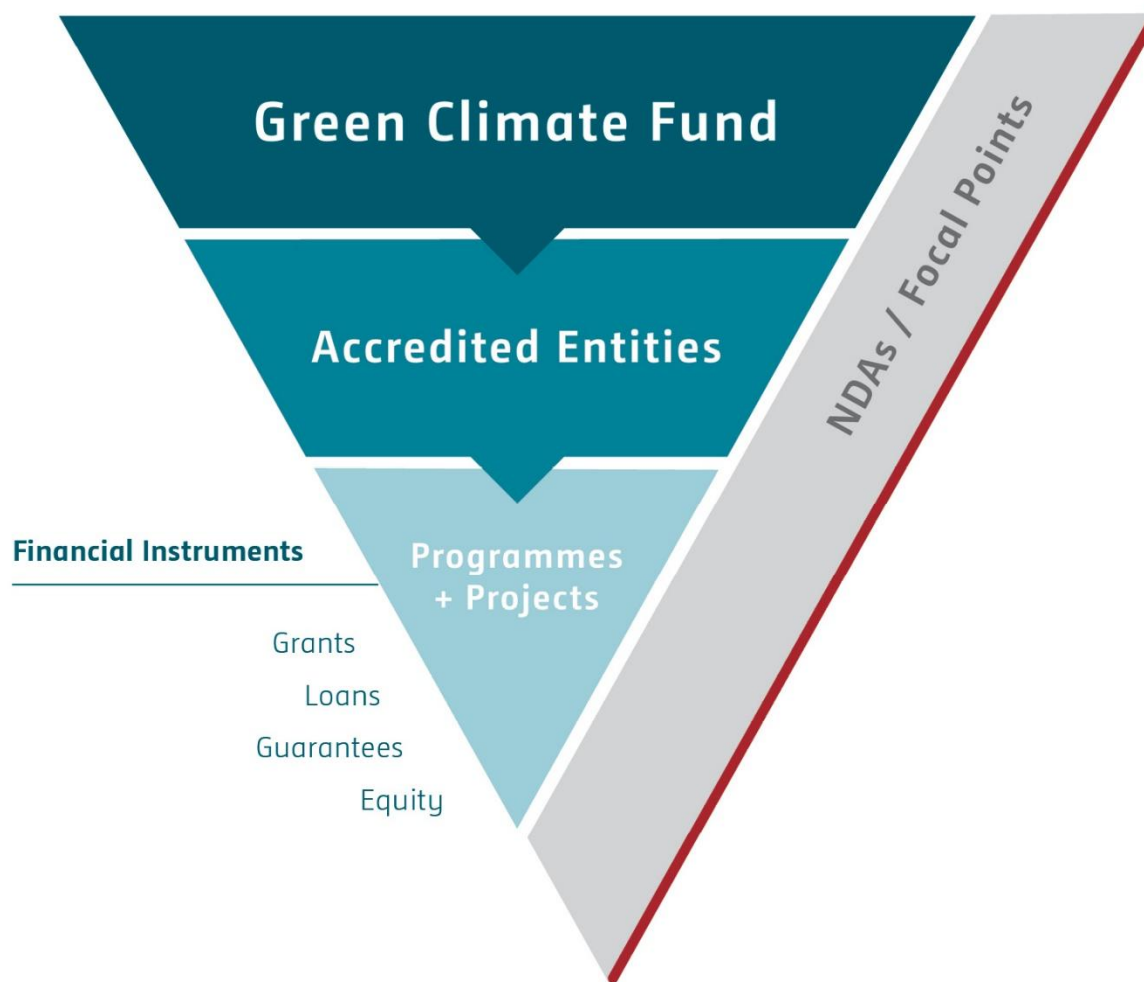 Green Climate Fund
Accredited Entities
NDAs / Focal Points
Programmes
+ Projects
Financial Instruments
Grants
Loans
Guarantees
Equity